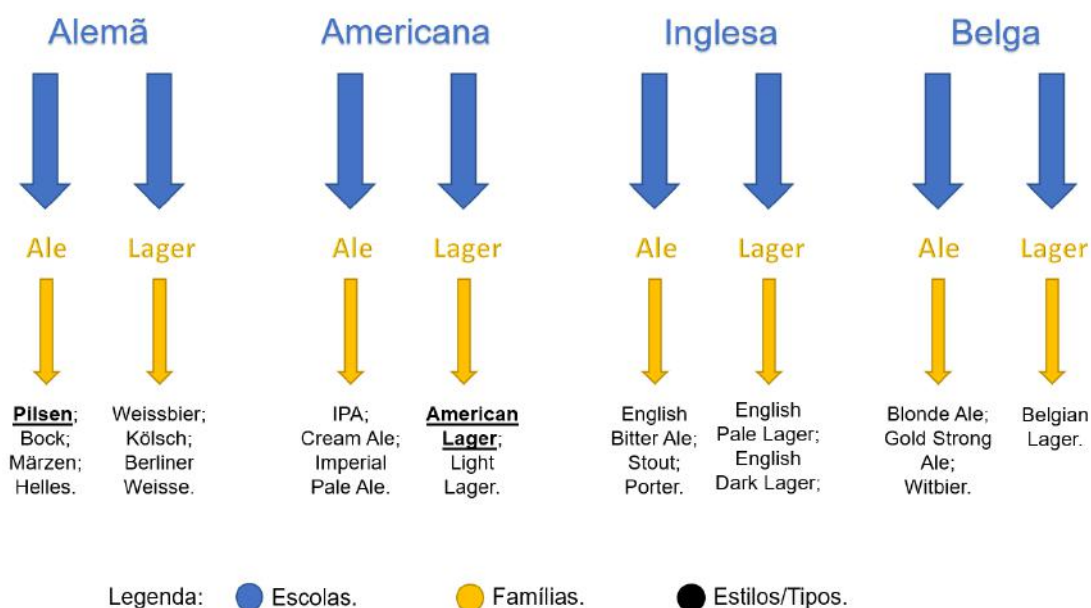 Alemã
Americana
Inglesa
Belga
Ale
Lager
Ale
Lager
Ale
Lager
Ale
Lager
Pilsen;
Bock;
Märzen;
Helles.
Weissbier;
Kölsch;
Berliner
Weisse.
IPA;
Cream Ale;
Imperial
Pale Ale.
American
Lager;
Light
Lager.
English
Bitter Ale;
Stout;
Porter.
English
Pale Lager;
English
Dark Lager;
Blonde Ale;
Gold Strong
Ale;
Witbier.
Belgian
Lager.
Legenda:
Escolas.
Famílias.
Estilos/Tipos.